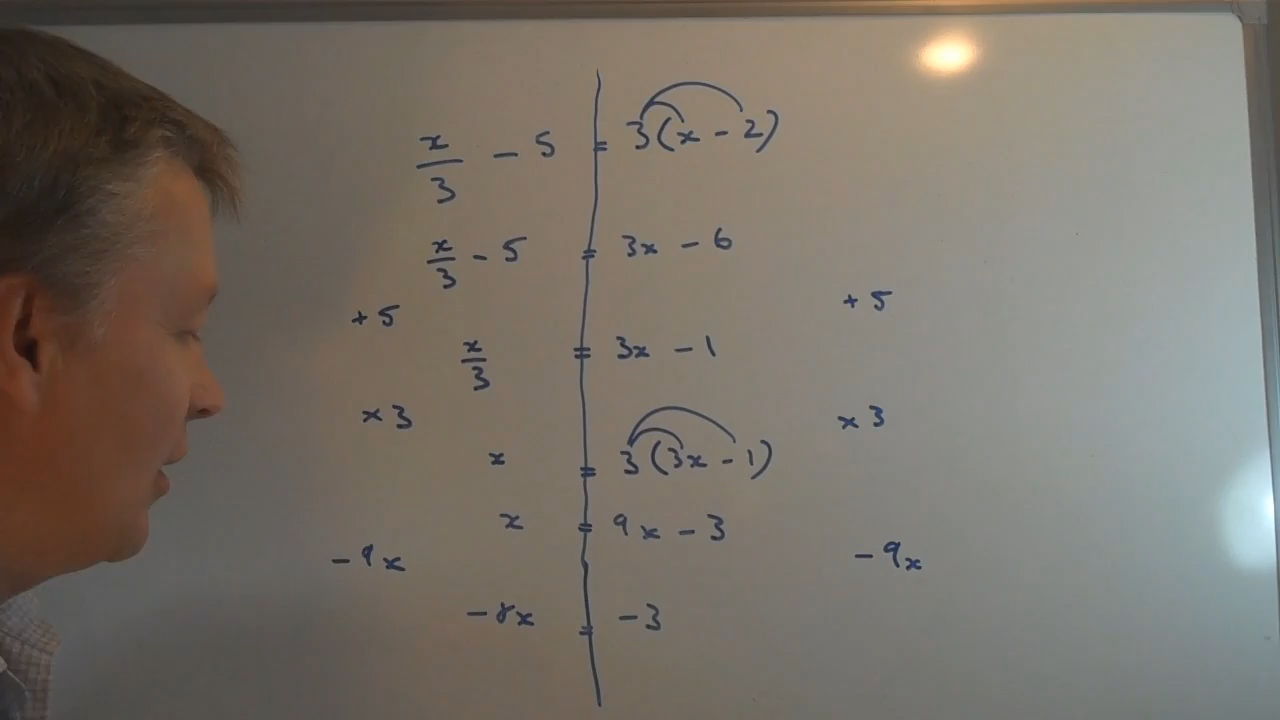 x/3 - 5 = 3(x - 2)
x/3 - 5 = 3x - 6
+ 5 + 5
x/3 = 3x - 1
× 3 × 3
x = 3(3x - 1)
x = 9x - 3
- 9x - 9x
- 8x = - 3